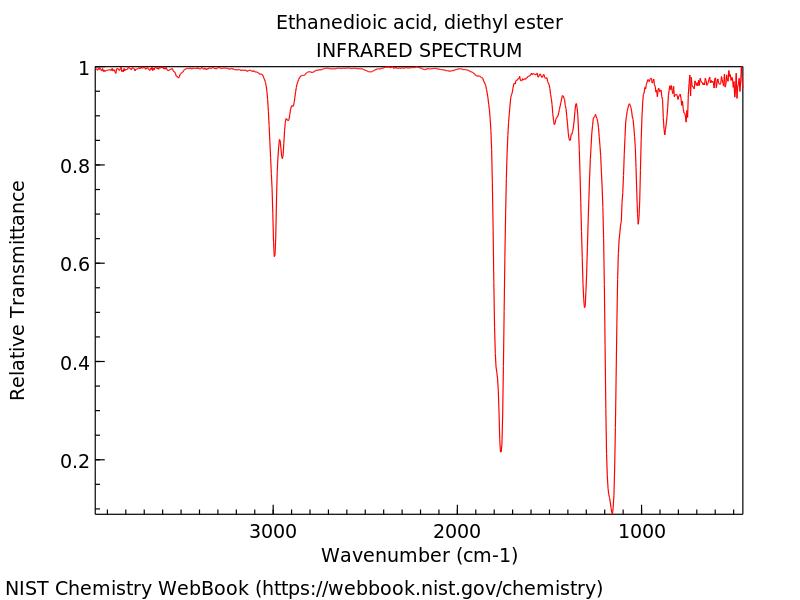 Ethanedioic acid, diethyl ester
INFRARED SPECTRUM
Relative Transmittance
1
0.8
0.6
0.4
0.2
3000 2000 1000
Wavenumber (cm-1)
NIST Chemistry WebBook (https://webbook.nist.gov/chemistry)